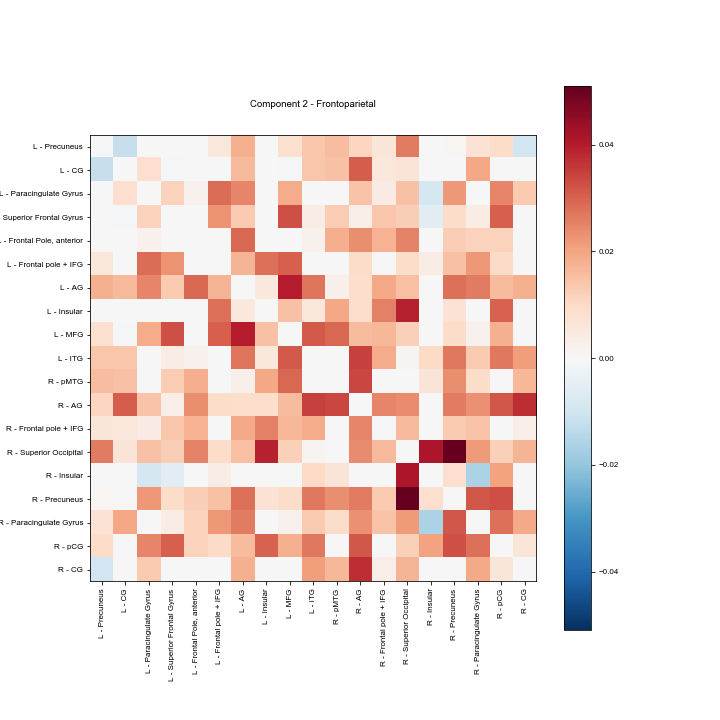 Component 2 - Frontoparietal
L - Precuneus
L - CG
L - Paracingulate Gyrus
Superior Frontal Gyrus
- Frontal Pole, anterior
L - Frontal pole + IFG
L - AG
L - Insular
L - MFG
L - ITG
R - pMTG
R - AG
R - Frontal pole + IFG
R - Superior Occipital
R - Insular
R - Precuneus
R - Paracingulate Gyrus
R - pCG
R - CG
L - Precuneus
L - CG
L - Paracingulate Gyrus
L - Superior Frontal Gyrus
L - Frontal Pole, anterior
L - Frontal pole + IFG
L - AG
L - Insular
L - MFG
L - ITG
R - pMTG
R - AG
R - Frontal pole + IFG
R - Superior Occipital
R - Insular
R - Precuneus
R - Paracingulate Gyrus
R - pCG
R - CG
0.04
0.02
0.00
−0.02
−0.04